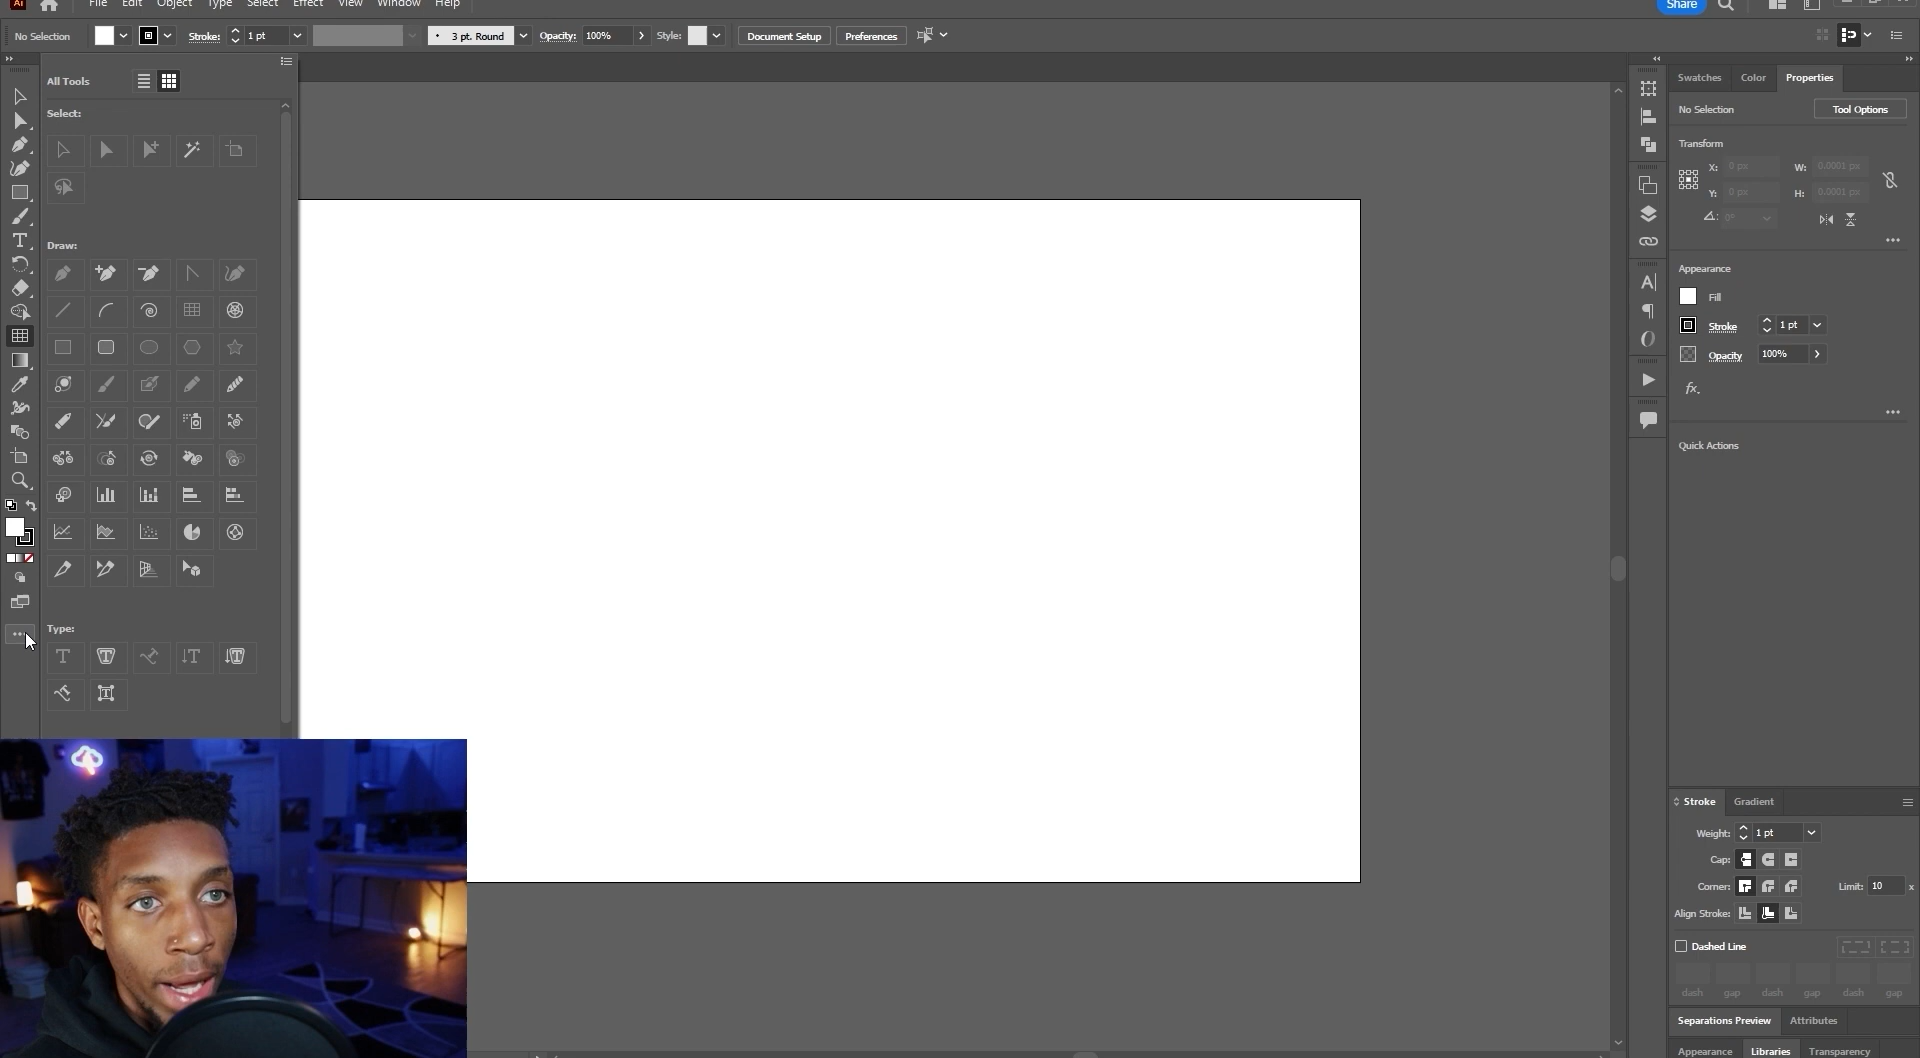 Ai File Edit Object Type Select Effect View Window Help Share
No Selection Stroke: 1 pt 3 pt. Round Opacity: 100% Style: Document Setup Preferences
All Tools
Select:
Draw:
Type:
Swatches Color Properties
No Selection Tool Options
Transform
X: 0 px W: 0.0001 px
Y: 0 px H: 0.0001 px
0°
Appearance
Fill
Stroke 1 pt
Opacity 100%
fx.
Quick Actions
Stroke Gradient
Weight: 1 pt
Cap:
Corner: Limit: 10 x
Align Stroke:
Dashed Line
dash gap dash gap dash gap
Separations Preview Attributes
Appearance Libraries Transparency